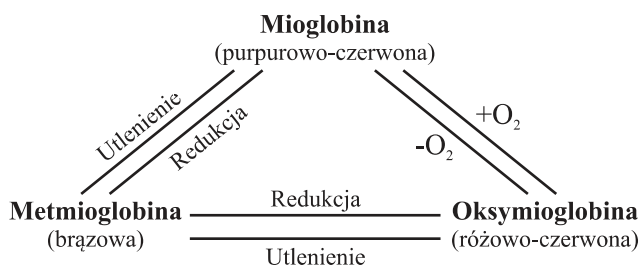 Mioglobina
(purpurowo-czerwona)
Utlenienie
Redukcja
+O₂
-O₂
Metmioglobina
(brązowa)
Redukcja
Utlenienie
Oksymioglobina
(różowo-czerwona)